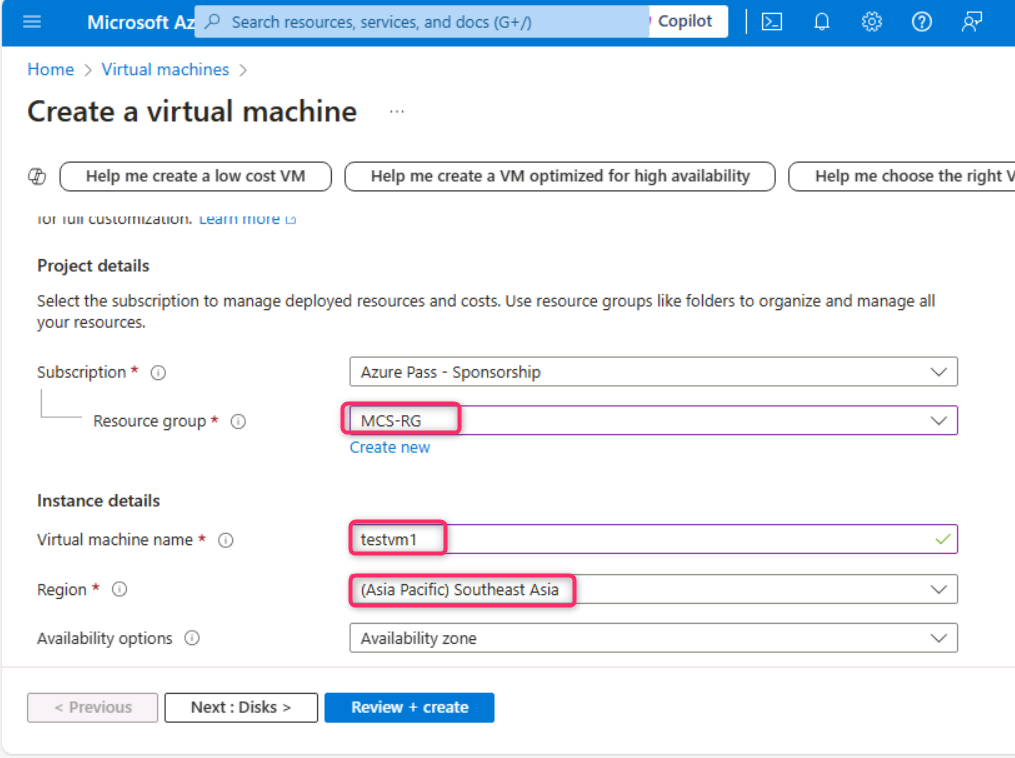 Microsoft Az Search resources, services, and docs (G+/) Copilot
Home > Virtual machines >
Create a virtual machine ...
Help me create a low cost VM Help me create a VM optimized for high availability Help me choose the right V
for full customization. Learn more
Project details
Select the subscription to manage deployed resources and costs. Use resource groups like folders to organize and manage all
your resources.
Subscription * Azure Pass - Sponsorship
Resource group * MCS-RG
Create new
Instance details
Virtual machine name * testvm1
Region * (Asia Pacific) Southeast Asia
Availability options Availability zone
< Previous Next : Disks > Review + create